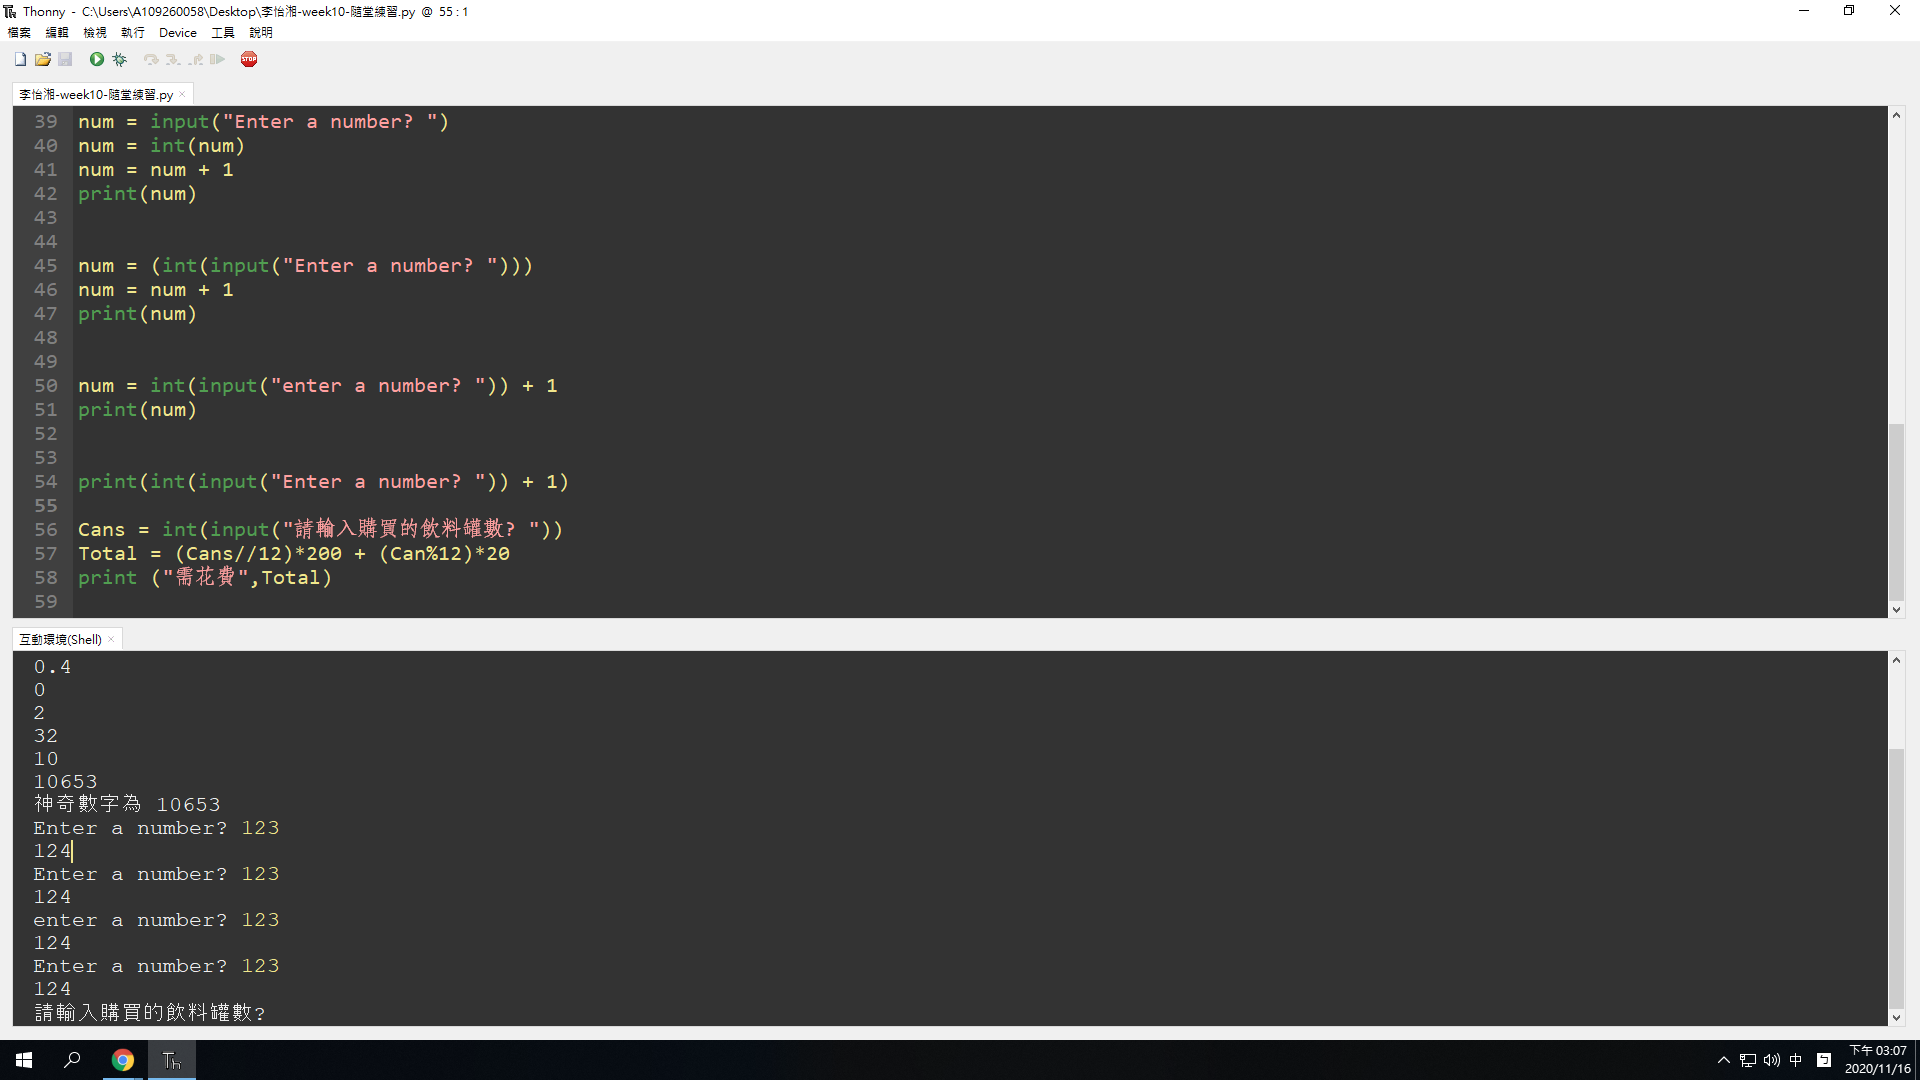 Thonny - C:\Users\A109260058\Desktop\李怡湘-week10-隨堂練習.py @ 55 : 1
檔案 編輯 檢視 執行 Device 工具 說明
STOP
李怡湘-week10-隨堂練習.py ×
39 num = input("Enter a number? ")
40 num = int(num)
41 num = num + 1
42 print(num)
43
44
45 num = (int(input("Enter a number? ")))
46 num = num + 1
47 print(num)
48
49
50 num = int(input("enter a number? ")) + 1
51 print(num)
52
53
54 print(int(input("Enter a number? ")) + 1)
55
56 Cans = int(input("請輸入購買的飲料罐數? "))
57 Total = (Cans//12)*200 + (Can%12)*20
58 print ("需花費",Total)
59
互動環境(Shell) ×
0.4
0
2
32
10
10653
神奇數字為 10653
Enter a number? 123
124
Enter a number? 123
124
enter a number? 123
124
Enter a number? 123
124
請輸入購買的飲料罐數?
Th
中
ㄅ
下午 03:07
2020/11/16